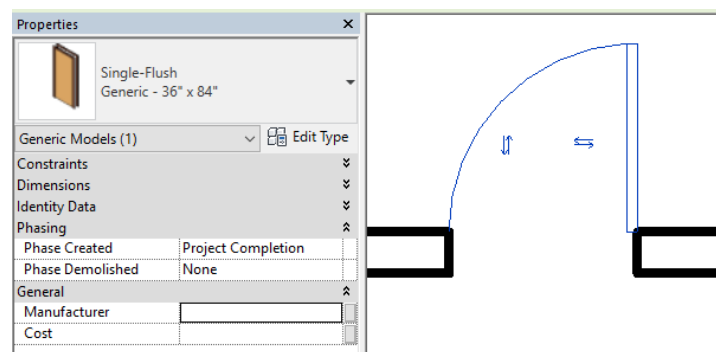 Properties
Single-Flush
Generic - 36" x 84"
Generic Models (1) Edit Type
Constraints
Dimensions
Identity Data
Phasing
Phase Created Project Completion
Phase Demolished None
General
Manufacturer
Cost